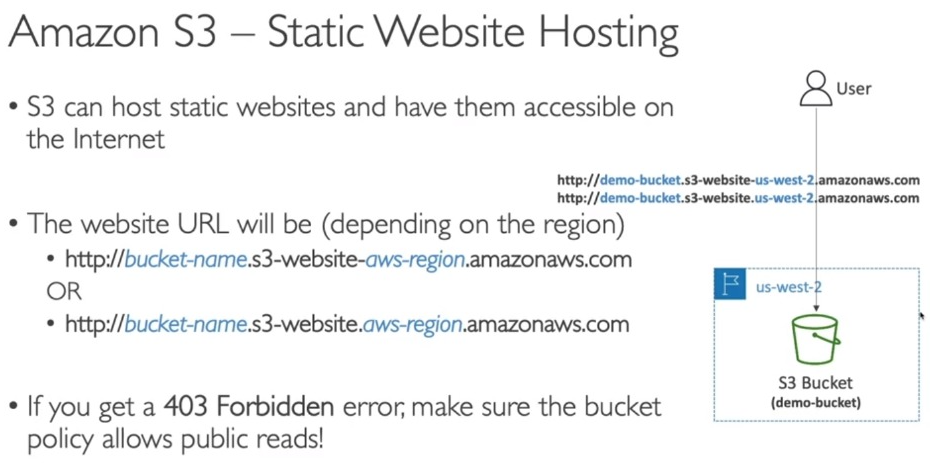 Amazon S3 – Static Website Hosting
• S3 can host static websites and have them accessible on
the Internet
• The website URL will be (depending on the region)
• http://bucket-name.s3-website-aws-region.amazonaws.com
OR
• http://bucket-name.s3-website.aws-region.amazonaws.com
• If you get a 403 Forbidden error, make sure the bucket
policy allows public reads!
User
http://demo-bucket.s3-website-us-west-2.amazonaws.com
http://demo-bucket.s3-website.us-west-2.amazonaws.com
us-west-2
S3 Bucket
(demo-bucket)